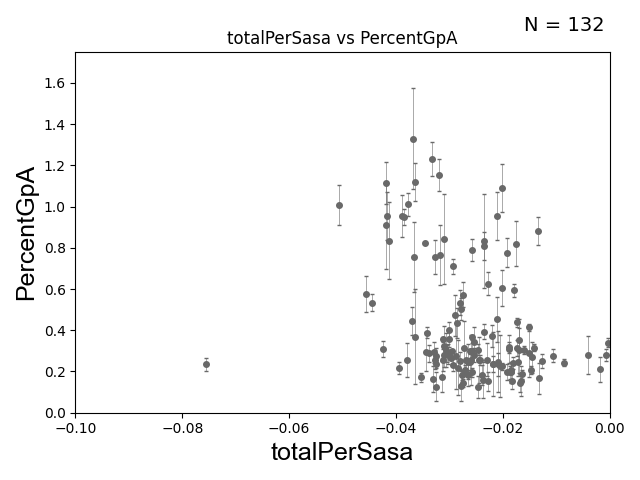 N = 132
totalPerSasa vs PercentGpA
PercentGpA
1.6
1.4
1.2
1.0
0.8
0.6
0.4
0.2
0.0
−0.10 −0.08 −0.06 −0.04 −0.02 0.00
totalPerSasa